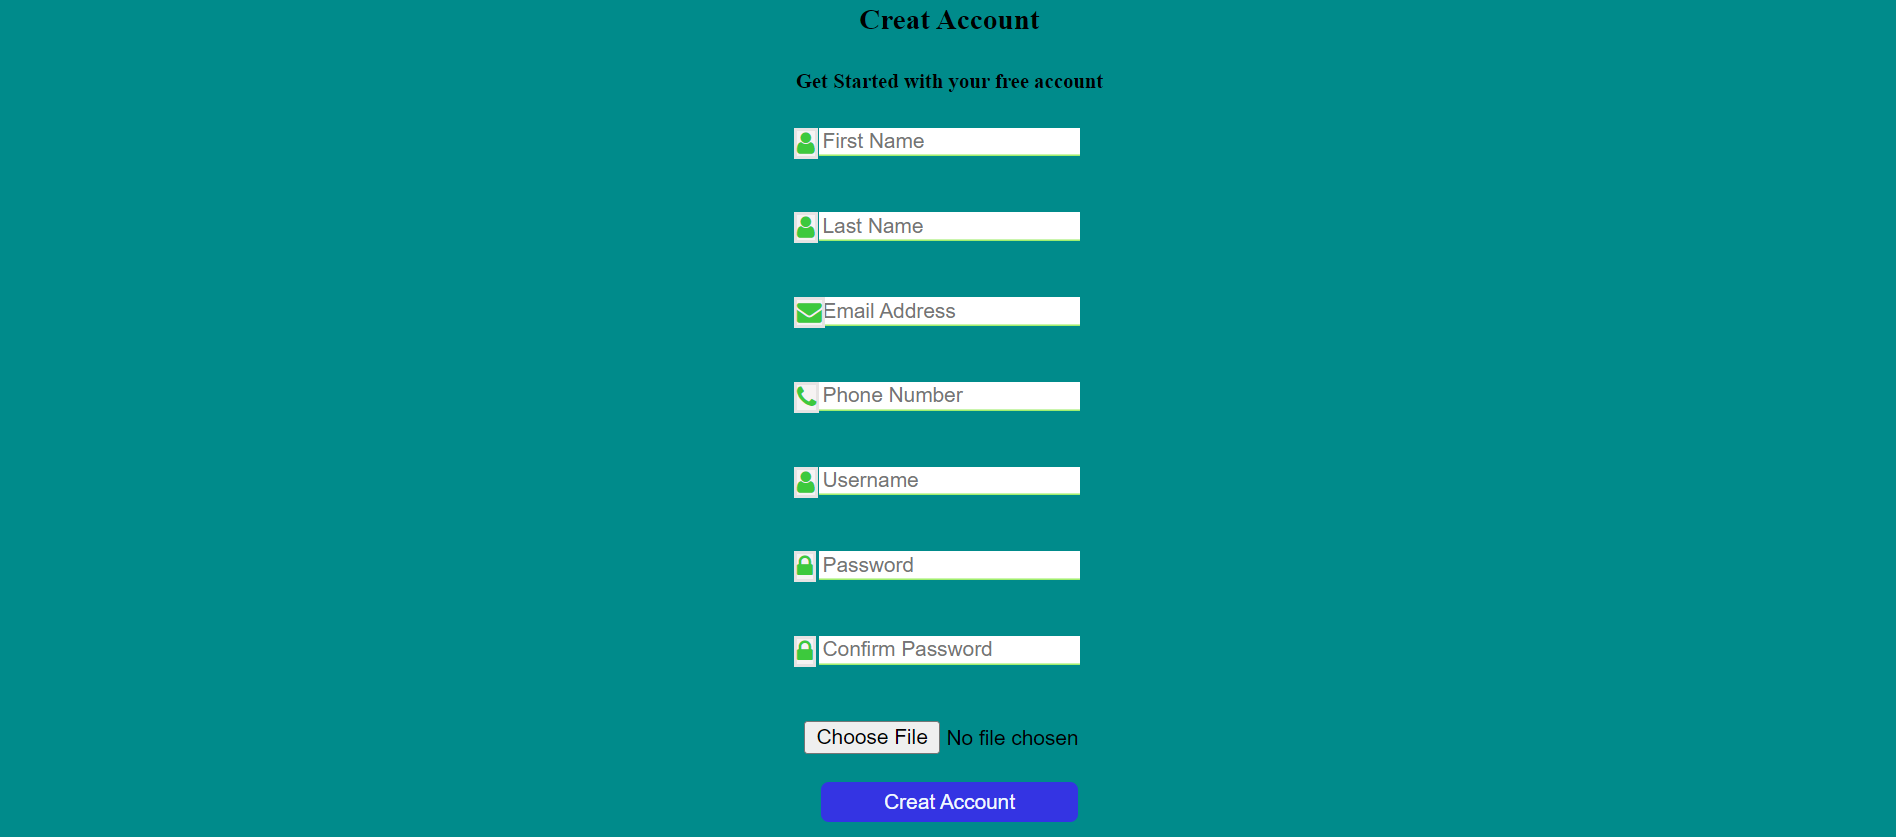 Creat Account
Get Started with your free account
First Name
Last Name
Email Address
Phone Number
Username
Password
Confirm Password
Choose File No file chosen
Creat Account